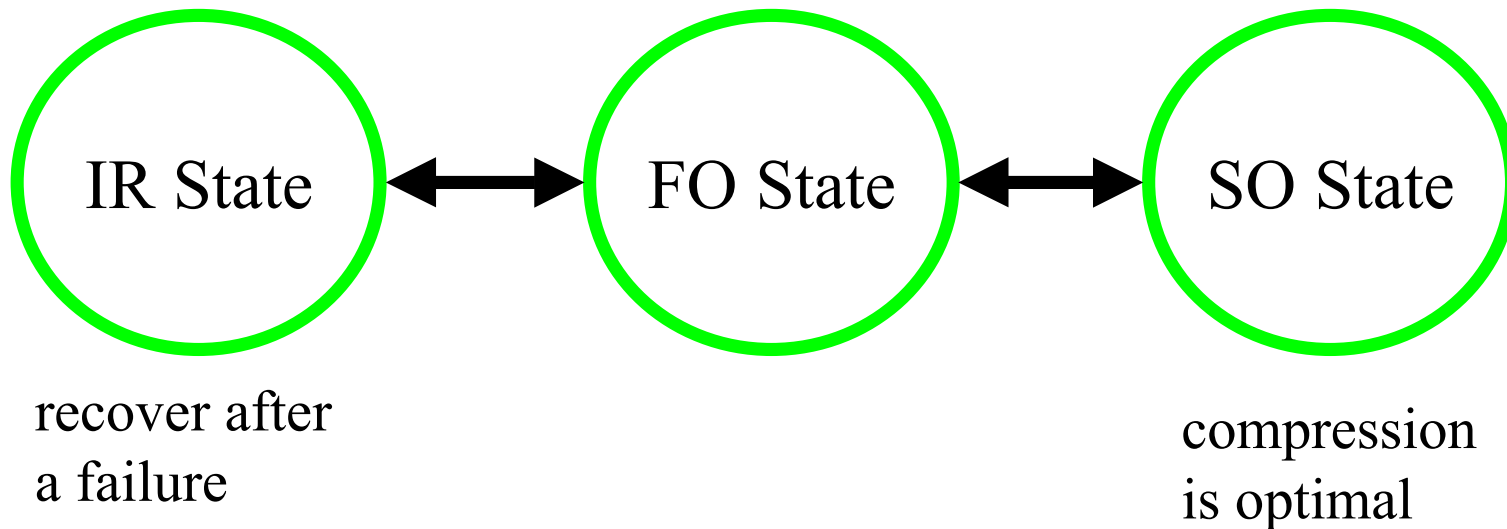 IR State
FO State
SO State
recover after
a failure
compression
is optimal